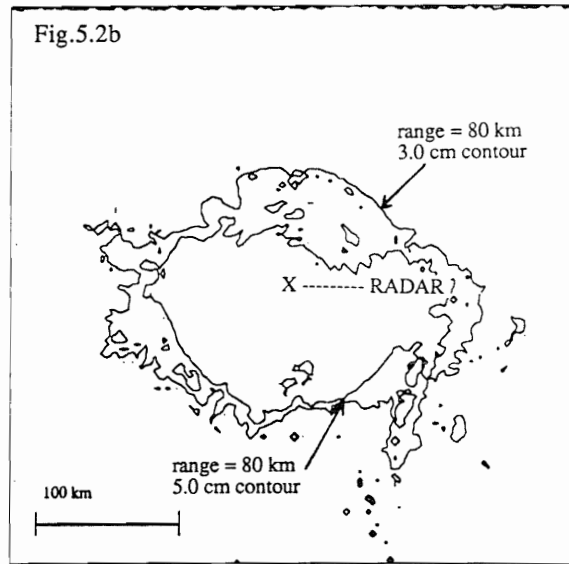 Fig.5.2b
range = 80 km
3.0 cm contour
X --------- RADAR
range = 80 km
5.0 cm contour
100 km